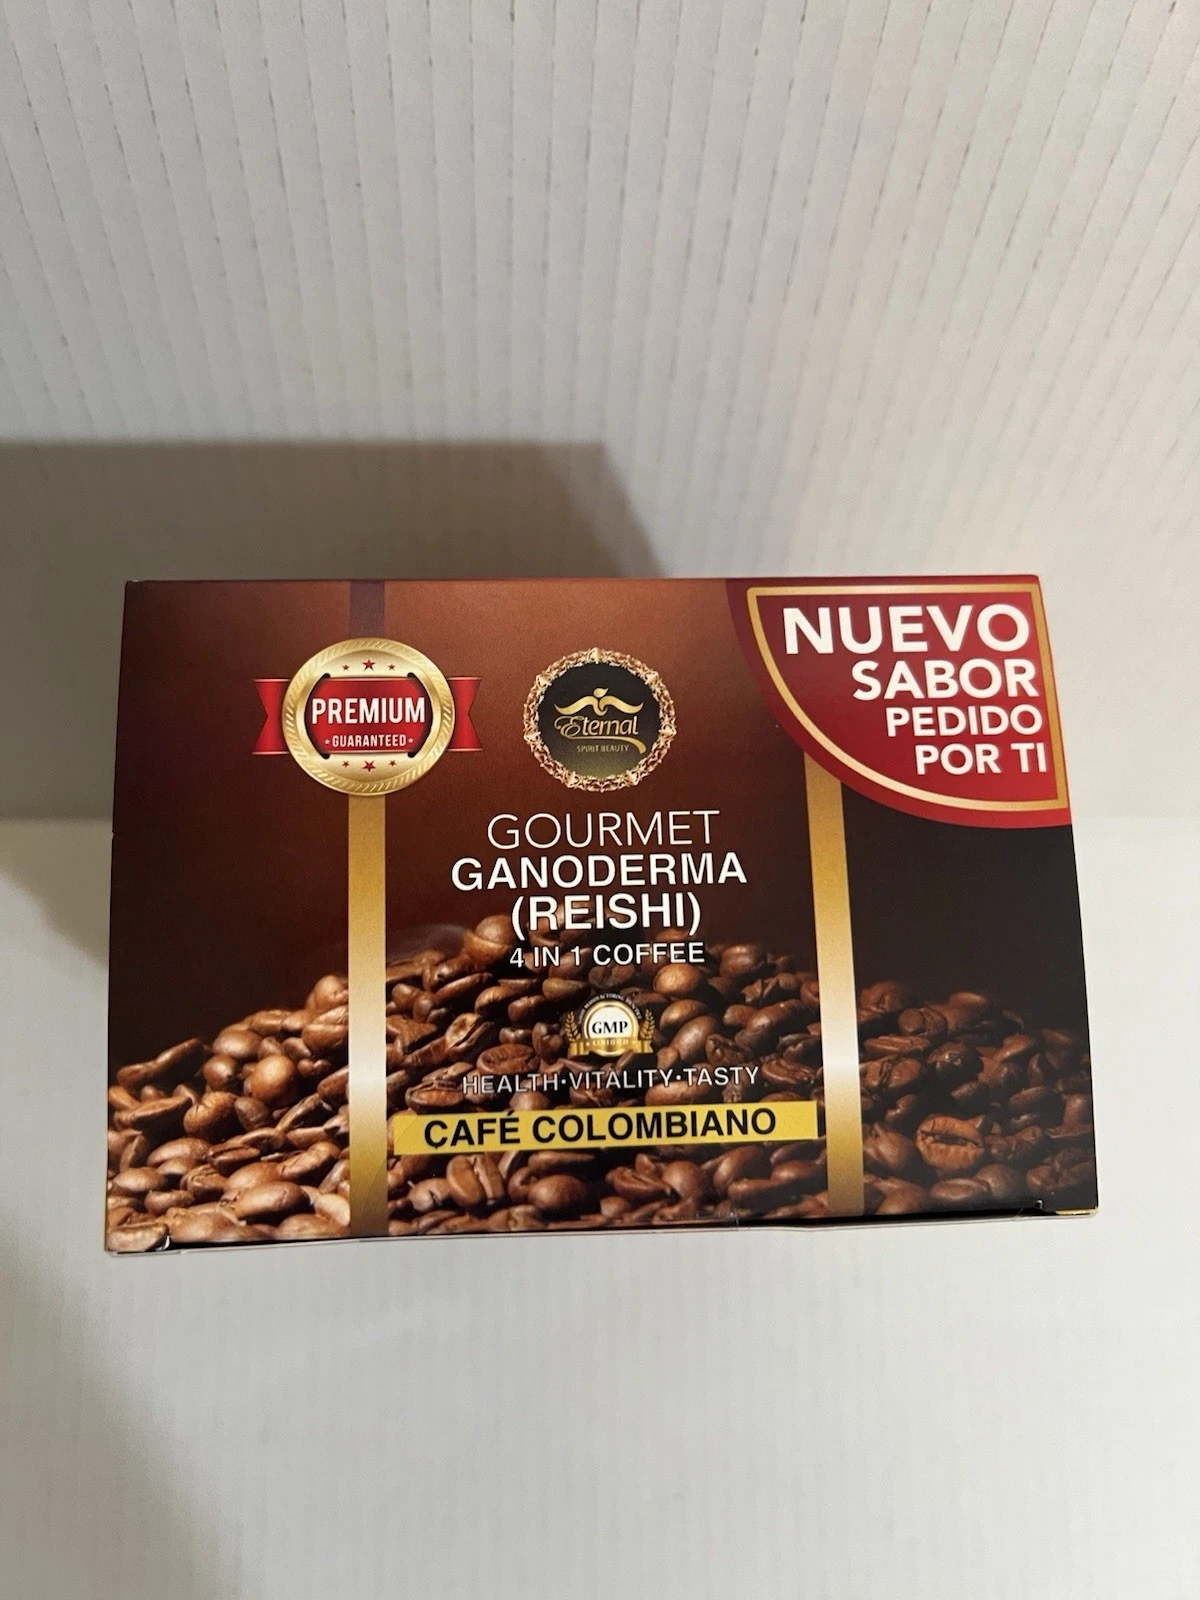 PREMIUM
GUARANTEED
Eternal
SPIRIT BEAUTY
NUEVO
SABOR
PEDIDO
POR TI
GOURMET
GANODERMA
(REISHI)
4 IN 1 COFFEE
GMP
HEALTH•VITALITY•TASTY
CAFÉ COLOMBIANO